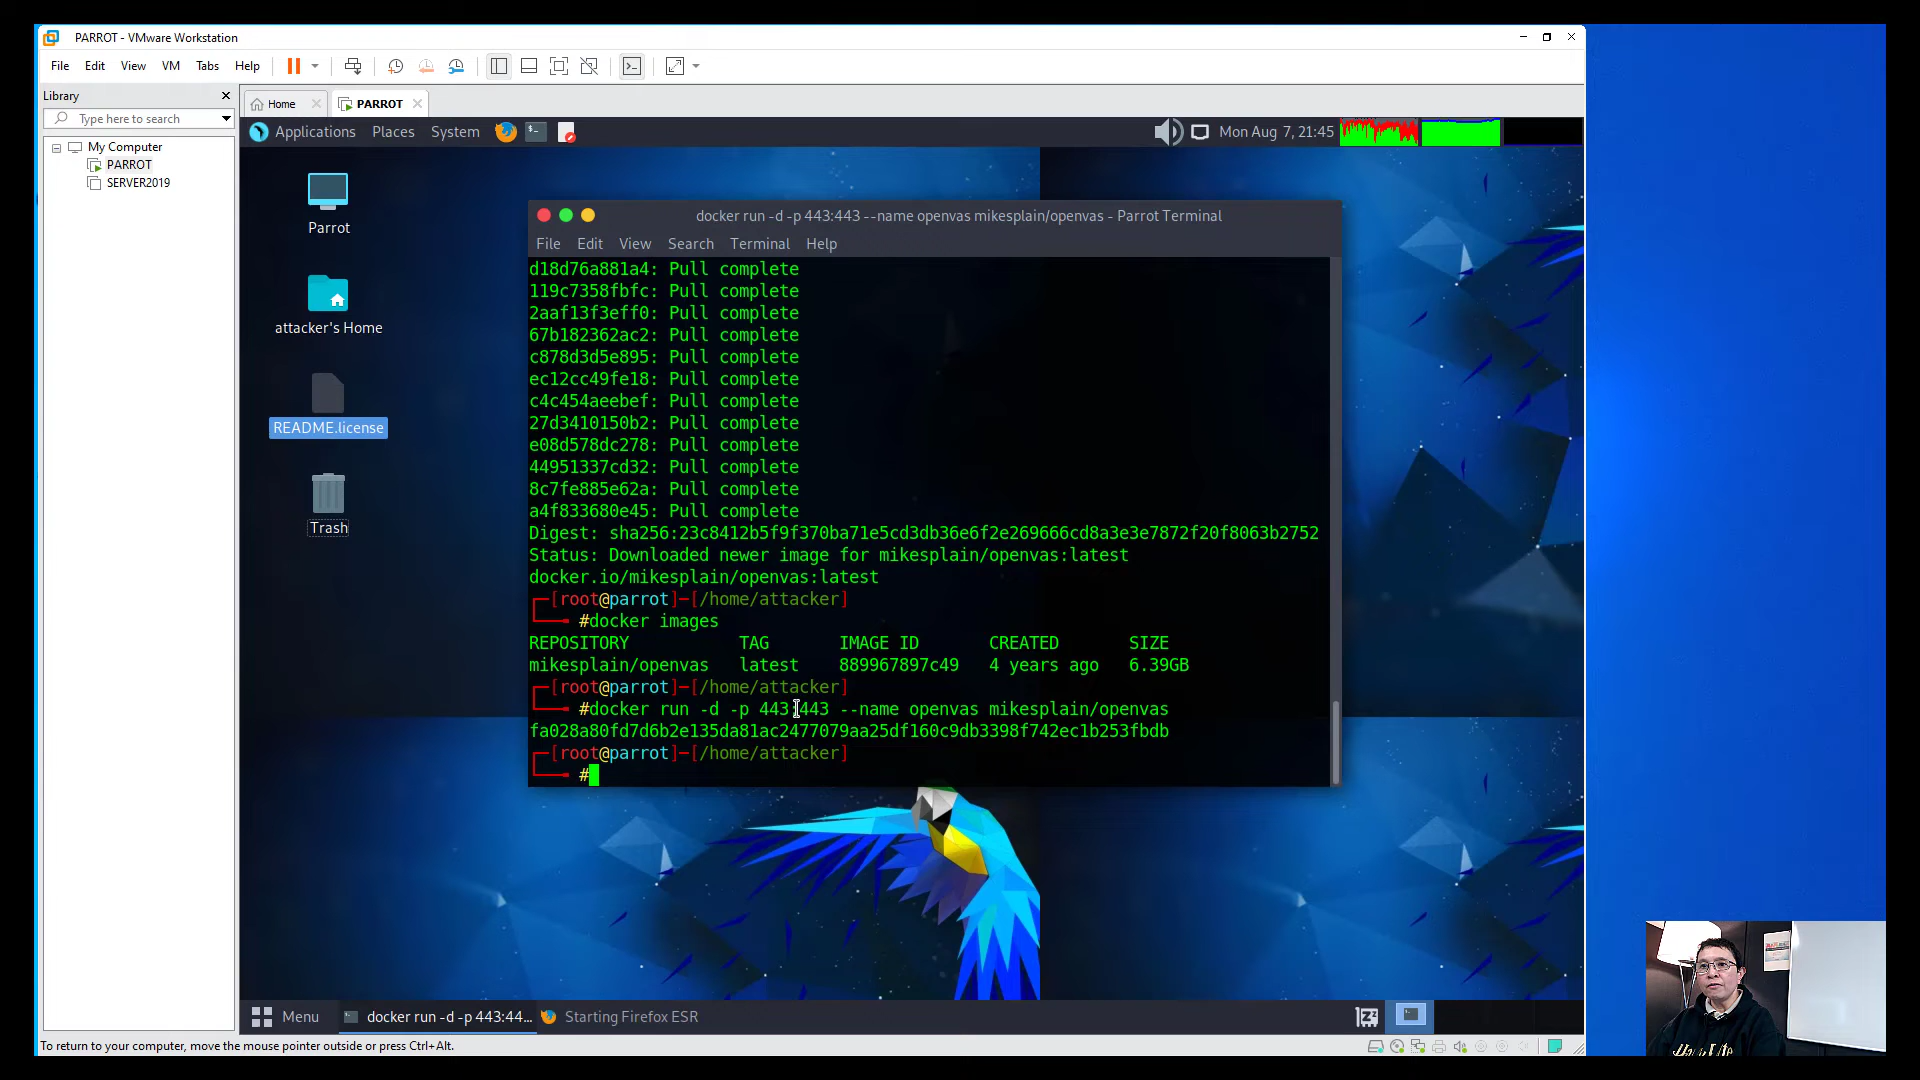 PARROT - VMware Workstation
File Edit View VM Tabs Help
Library
Home
PARROT
Type here to search
My Computer
PARROT
SERVER2019
Applications Places System
Mon Aug 7, 21:45
Parrot
attacker's Home
README.license
Trash
docker run -d -p 443:443 --name openvas mikesplain/openvas - Parrot Terminal
File Edit View Search Terminal Help
d18d76a881a4: Pull complete
119c7358fbfc: Pull complete
2aaf13f3eff0: Pull complete
67b182362ac2: Pull complete
c878d3d5e895: Pull complete
ec12cc49fe18: Pull complete
c4c454aeebef: Pull complete
27d3410150b2: Pull complete
e08d578dc278: Pull complete
44951337cd32: Pull complete
8c7fe885e62a: Pull complete
a4f833680e45: Pull complete
Digest: sha256:23c8412b5f9f370ba71e5cd3db36e6f2e269666cd8a3e3e7872f20f8063b2752
Status: Downloaded newer image for mikesplain/openvas:latest
docker.io/mikesplain/openvas:latest
┌─[root@parrot]─[/home/attacker]
└──╼ #docker images
REPOSITORY TAG IMAGE ID CREATED SIZE
mikesplain/openvas latest 889967897c49 4 years ago 6.39GB
┌─[root@parrot]─[/home/attacker]
└──╼ #docker run -d -p 443:443 --name openvas mikesplain/openvas
fa028a80fd7d6b2e135da81ac2477079aa25df160c9db3398f742ec1b253fbdb
┌─[root@parrot]─[/home/attacker]
└──╼ #
Menu
docker run -d -p 443:44...
Starting Firefox ESR
To return to your computer, move the mouse pointer outside or press Ctrl+Alt.